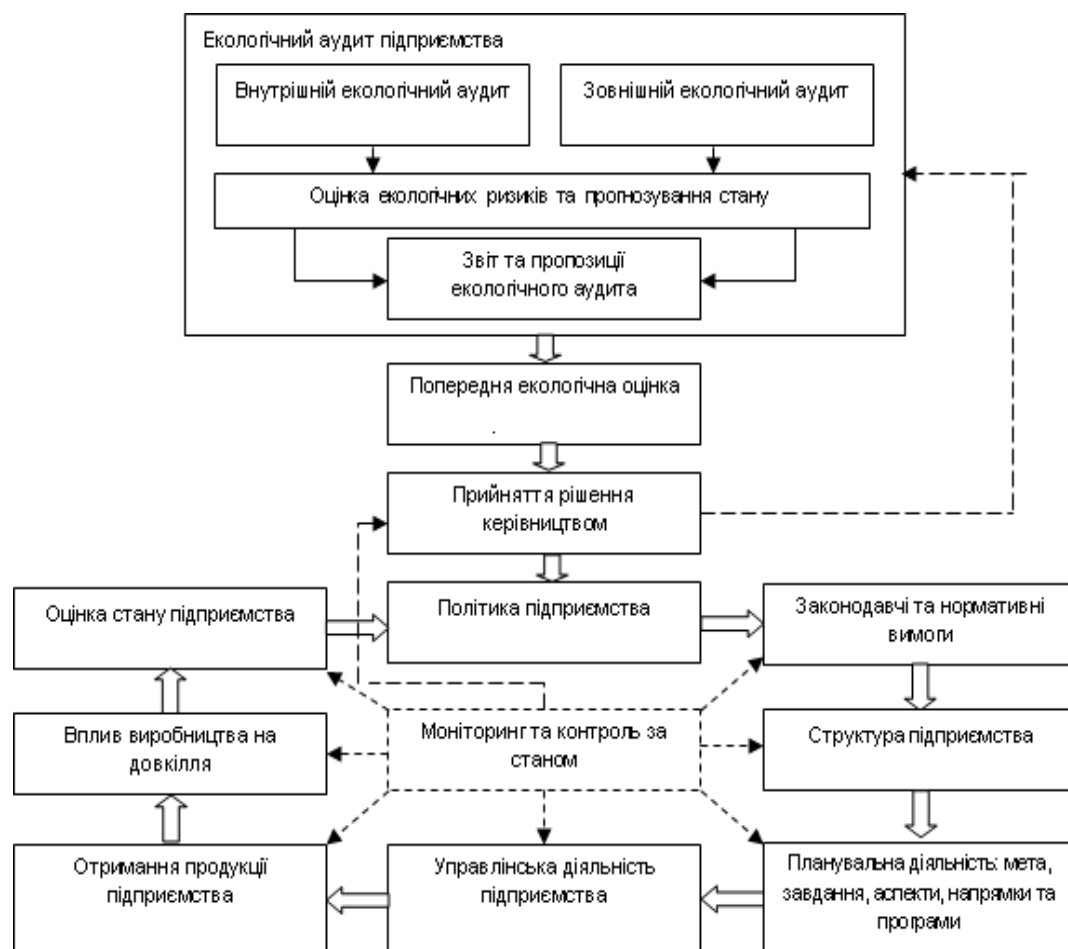 Екологічний аудит підприємства
Внутрішній екологічний аудит
Зовнішній екологічний аудит
Оцінка екологічних ризиків та прогнозування стану
Звіт та пропозиції
екологічного аудита
Попередня екологічна оцінка
.
Прийняття рішення
керівництвом
Оцінка стану підприємства
Політика підприємства
Законодавчі та нормативні
вимоги
Вплив виробництва на
довкілля
Моніторинг та контроль за
станом
Структура підприємства
Отримання продукції
підприємства
Управлінська діяльність
підприємства
Планувальна діяльність: мета,
завдання, аспекти, напрямки та
програми